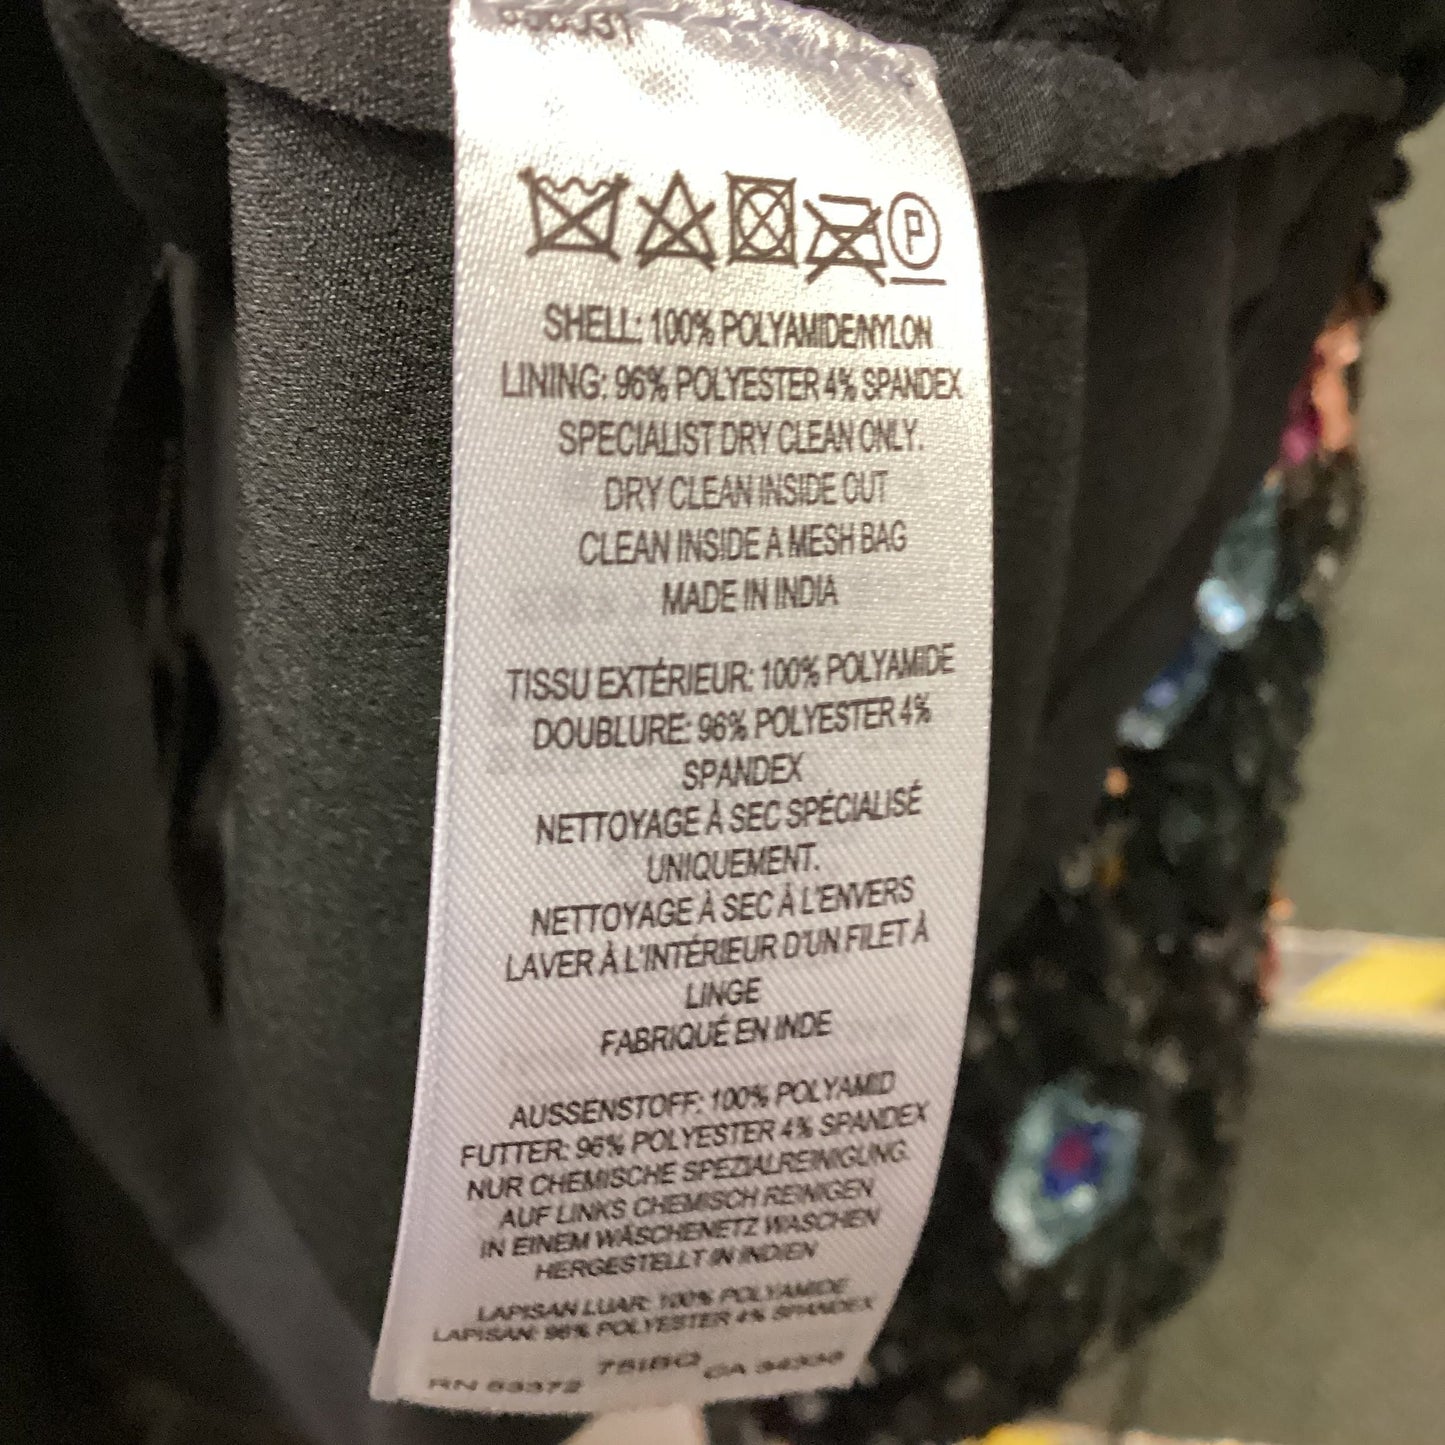 P
SHELL: 100% POLYAMIDE/NYLON
LINING: 96% POLYESTER 4% SPANDEX
SPECIALIST DRY CLEAN ONLY.
DRY CLEAN INSIDE OUT
CLEAN INSIDE A MESH BAG
MADE IN INDIA
TISSU EXTÉRIEUR: 100% POLYAMIDE
DOUBLURE: 96% POLYESTER 4%
SPANDEX
NETTOYAGE À SEC SPÉCIALISÉ
UNIQUEMENT.
NETTOYAGE À SEC À L'ENVERS
LAVER À L'INTÉRIEUR D'UN FILET À
LINGE
FABRIQUÉ EN INDE
AUSSENSTOFF: 100% POLYAMID
FUTTER: 96% POLYESTER 4% SPANDEX
NUR CHEMISCHE SPEZIALREINIGUNG.
AUF LINKS CHEMISCH REINIGEN
IN EINEM WÄSCHENETZ WASCHEN
HERGESTELLT IN INDIEN
LAPISAN LUAR: 100% POLYAMIDE
LAPISAN: 96% POLYESTER 4% SPANDEX
RN 53372 CA